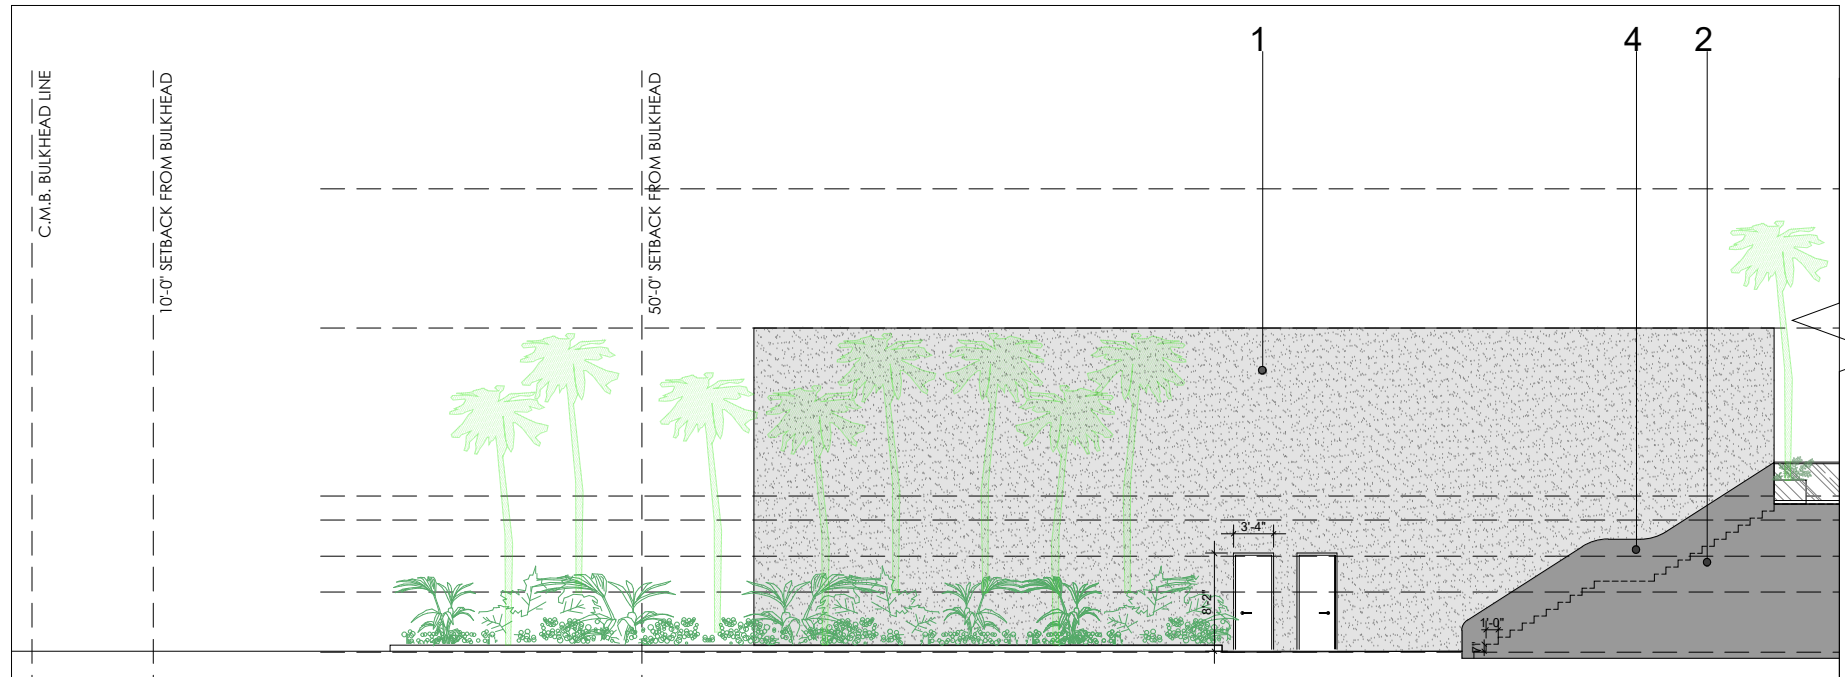 1
4
2
C.M.B. BULKHEAD LINE
10'-0" SETBACK FROM BULKHEAD
50'-0" SETBACK FROM BULKHEAD
3'-4"
8'-2"
1'-0"
7"